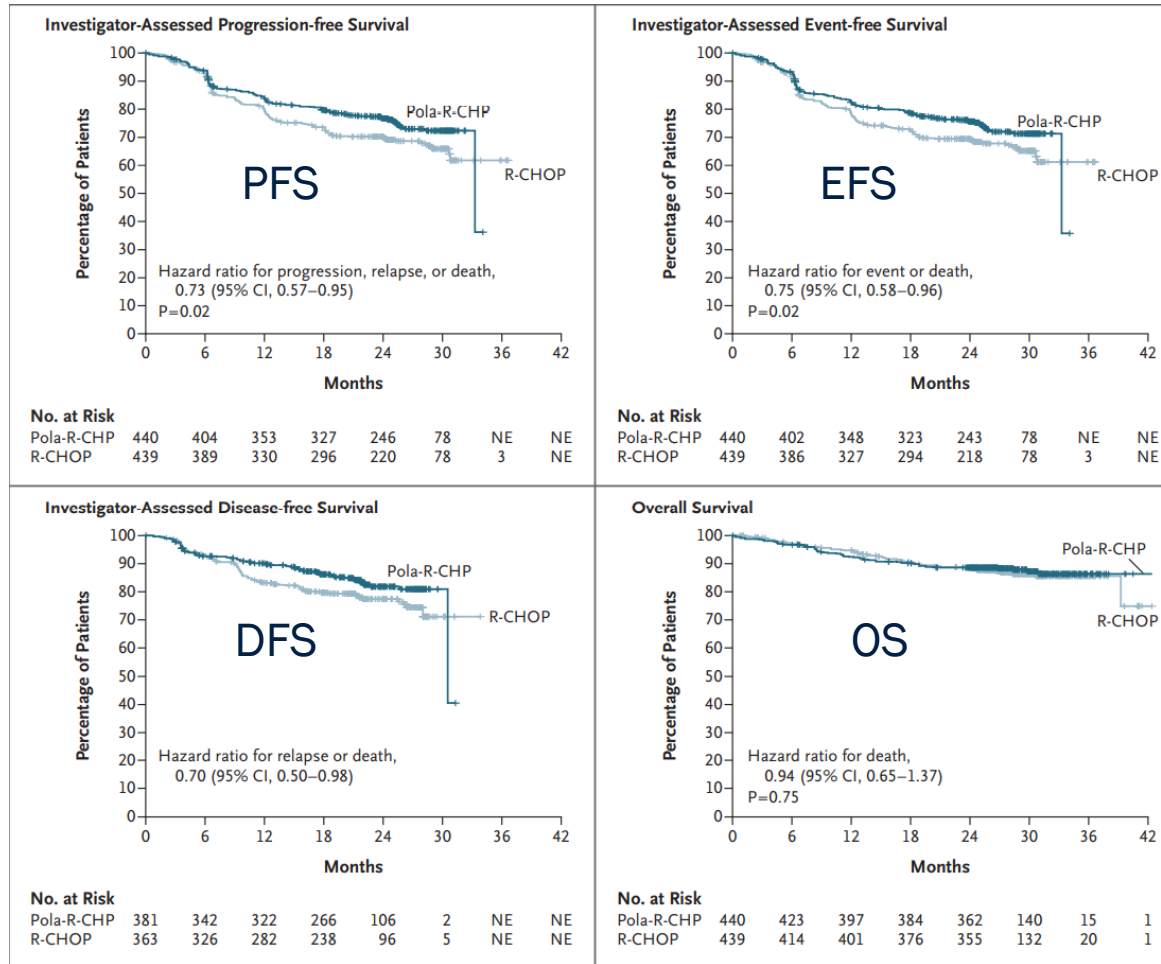 Investigator-Assessed Progression-free Survival
100
90
80
70
60
50
40
30
20
10
0
Percentage of Patients
Pola-R-CHP
R-CHOP
PFS
Hazard ratio for progression, relapse, or death,
0.73 (95% CI, 0.57–0.95)
P=0.02
0 6 12 18 24 30 36 42
Months
No. at Risk
Pola-R-CHP 440 404 353 327 246 78 NE NE
R-CHOP 439 389 330 296 220 78 3 NE
Investigator-Assessed Event-free Survival
100
90
80
70
60
50
40
30
20
10
0
Percentage of Patients
Pola-R-CHP
R-CHOP
EFS
Hazard ratio for event or death,
0.75 (95% CI, 0.58–0.96)
P=0.02
0 6 12 18 24 30 36 42
Months
No. at Risk
Pola-R-CHP 440 402 348 323 243 78 NE NE
R-CHOP 439 386 327 294 218 78 3 NE
Investigator-Assessed Disease-free Survival
100
90
80
70
60
50
40
30
20
10
0
Percentage of Patients
Pola-R-CHP
R-CHOP
DFS
Hazard ratio for relapse or death,
0.70 (95% CI, 0.50–0.98)
0 6 12 18 24 30 36 42
Months
No. at Risk
Pola-R-CHP 381 342 322 266 106 2 NE NE
R-CHOP 363 326 282 238 96 5 NE NE
Overall Survival
100
90
80
70
60
50
40
30
20
10
0
Percentage of Patients
Pola-R-CHP
R-CHOP
OS
Hazard ratio for death,
0.94 (95% CI, 0.65–1.37)
P=0.75
0 6 12 18 24 30 36 42
Months
No. at Risk
Pola-R-CHP 440 423 397 384 362 140 15 1
R-CHOP 439 414 401 376 355 132 20 1